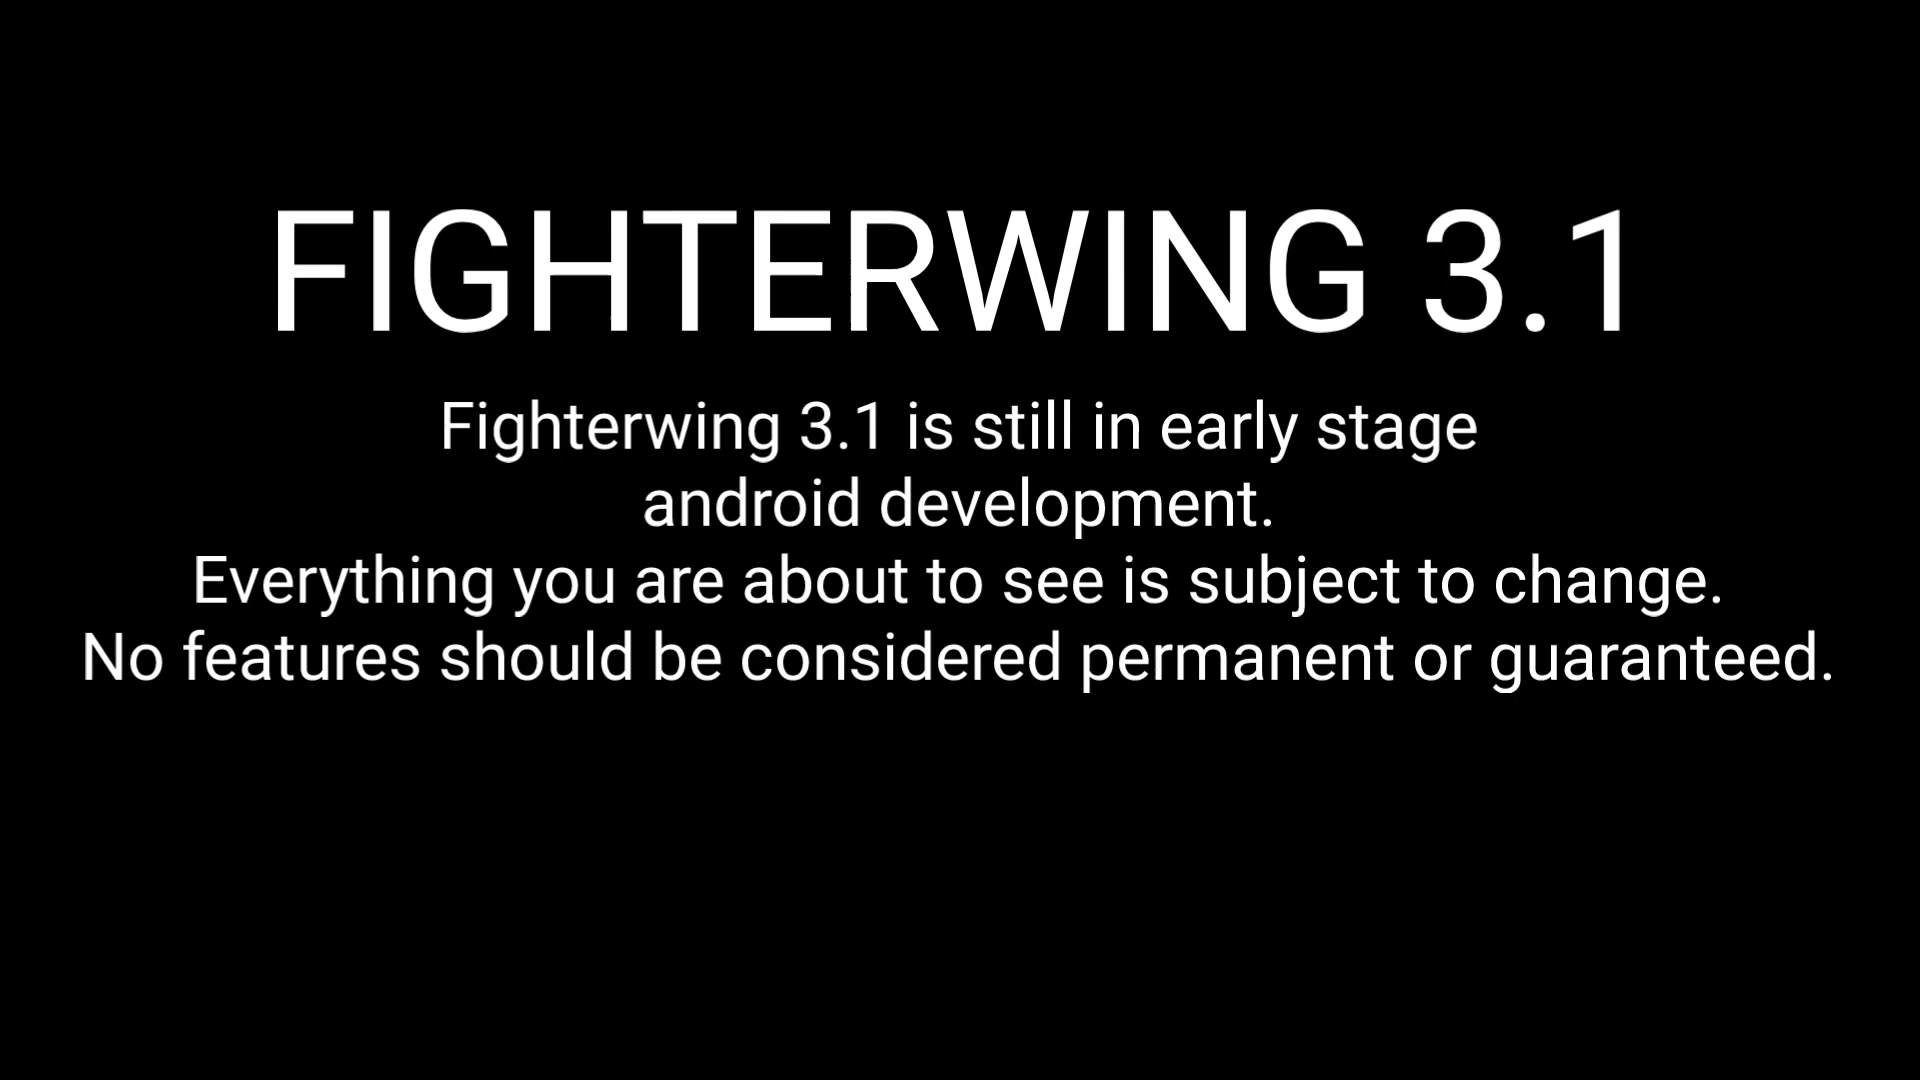 FIGHTERWING 3.1
Fighterwing 3.1 is still in early stage
android development.
Everything you are about to see is subject to change.
No features should be considered permanent or guaranteed.